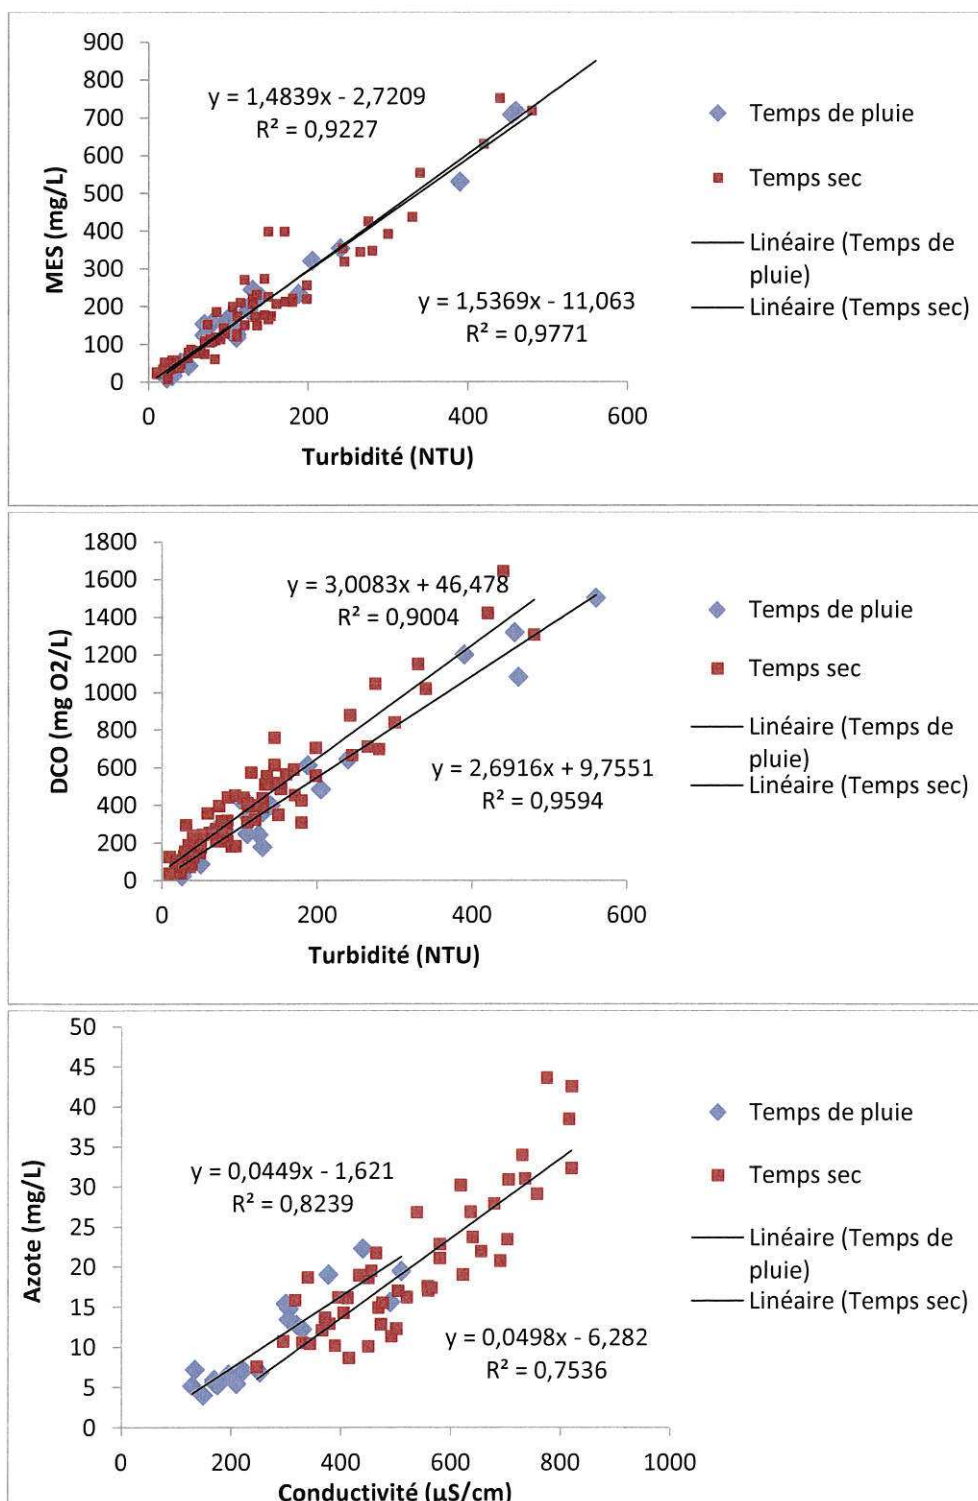 900
800
700
600
500
400
300
200
100
0
MES (mg/L)
y = 1,4839x - 2,7209
R² = 0,9227
y = 1,5369x - 11,063
R² = 0,9771
0 200 400 600
Turbidité (NTU)
Temps de pluie
Temps sec
Linéaire (Temps de
pluie)
Linéaire (Temps sec)
1800
1600
1400
1200
1000
800
600
400
200
0
DCO (mg O2/L)
y = 3,0083x + 46,478
R² = 0,9004
y = 2,6916x + 9,7551
R² = 0,9594
0 200 400 600
Turbidité (NTU)
Temps de pluie
Temps sec
Linéaire (Temps de
pluie)
Linéaire (Temps sec)
50
45
40
35
30
25
20
15
10
5
0
Azote (mg/L)
y = 0,0449x - 1,621
R² = 0,8239
y = 0,0498x - 6,282
R² = 0,7536
0 200 400 600 800 1000
Conductivité (µS/cm)
Temps de pluie
Temps sec
Linéaire (Temps de
pluie)
Linéaire (Temps sec)